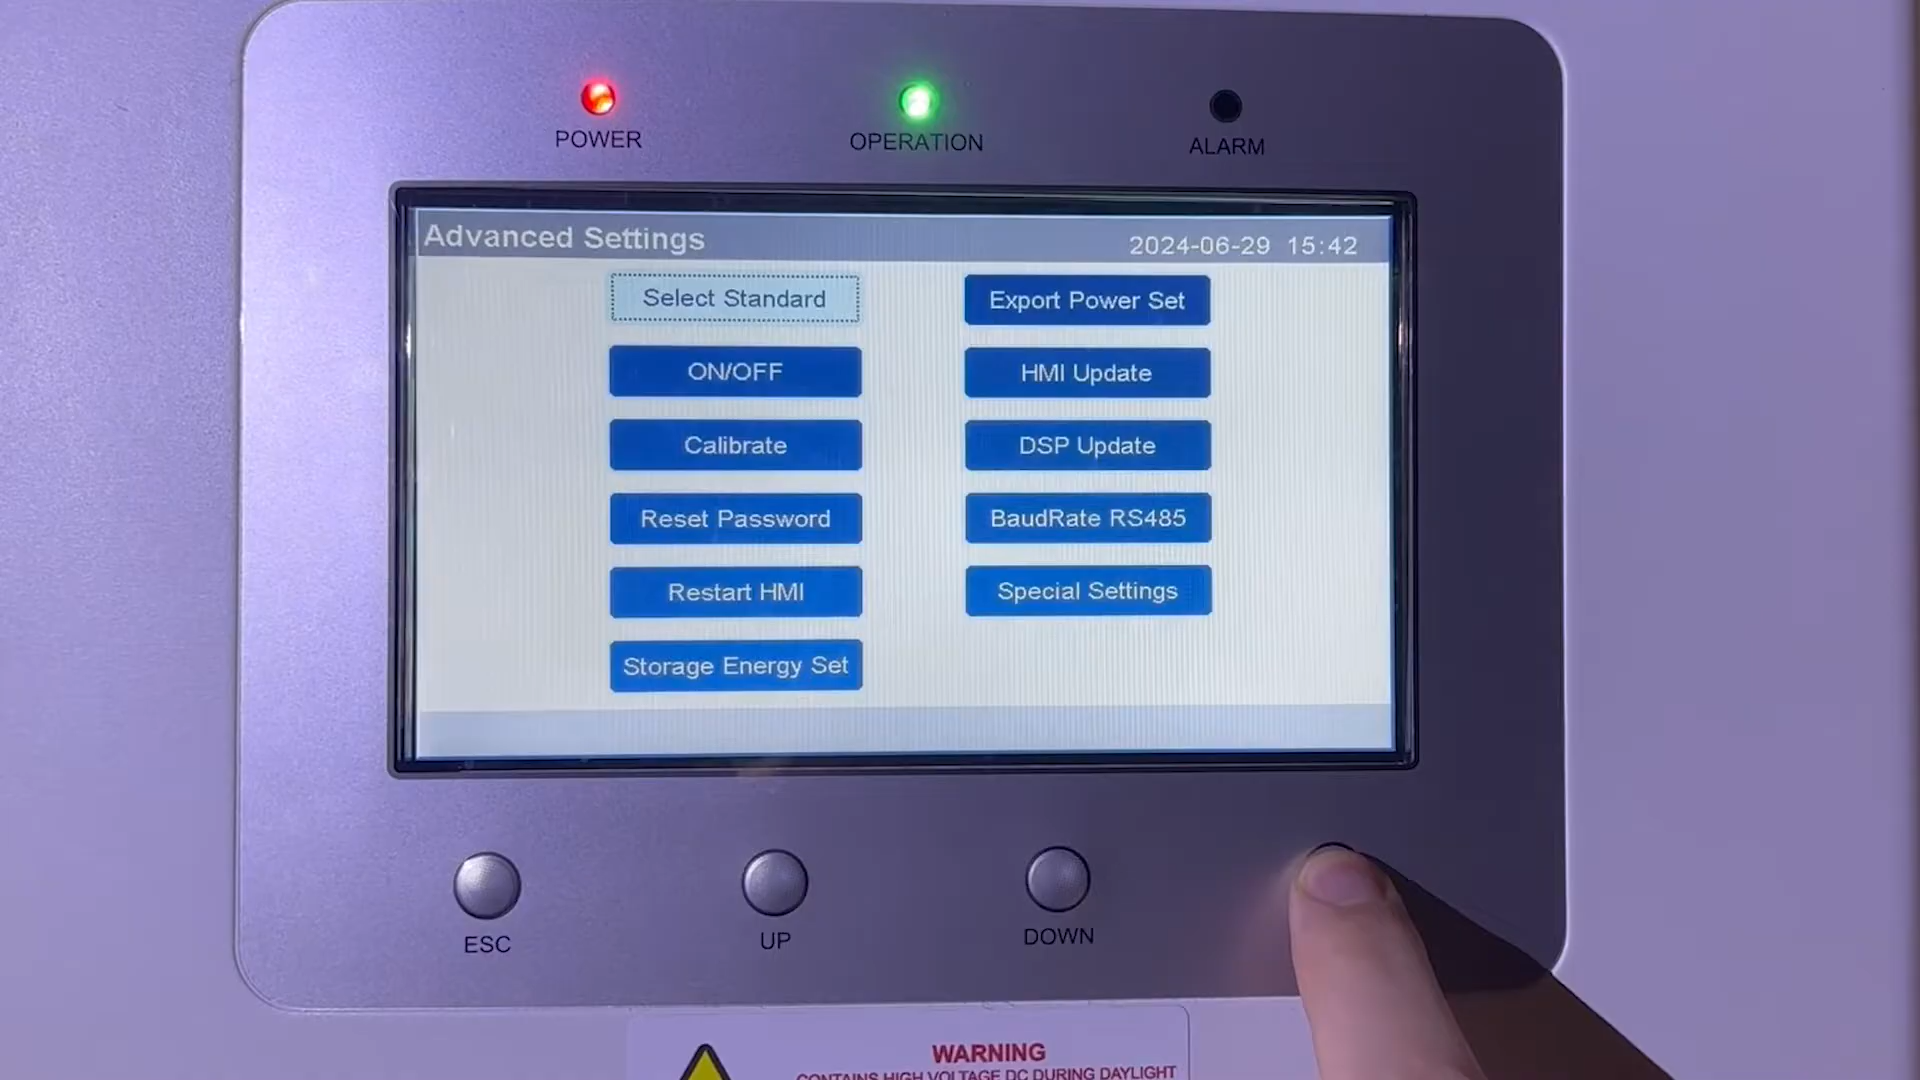 POWER
OPERATION
ALARM
Advanced Settings
2024-06-29 15:42
Select Standard
Export Power Set
ON/OFF
HMI Update
Calibrate
DSP Update
Reset Password
BaudRate RS485
Restart HMI
Special Settings
Storage Energy Set
ESC
UP
DOWN
WARNING
CONTAINS HIGH VOLTAGE DC DURING DAYLIGHT